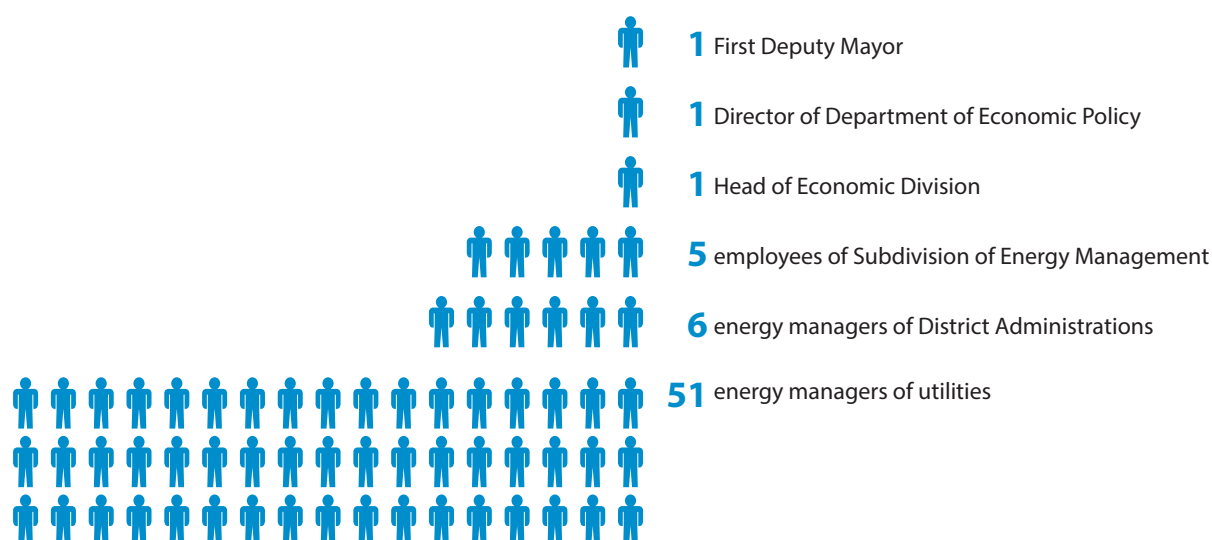 1 First Deputy Mayor
1 Director of Department of Economic Policy
1 Head of Economic Division
5 employees of Subdivision of Energy Management
6 energy managers of District Administrations
51 energy managers of utilities